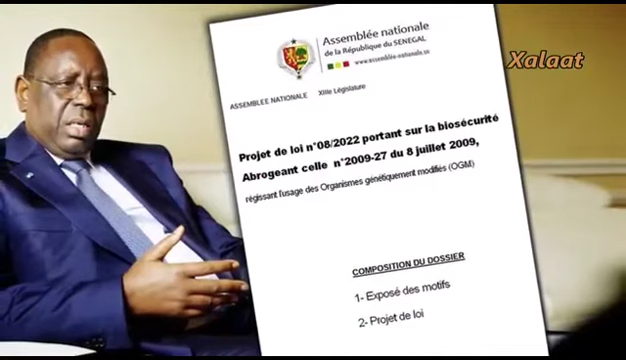 Assemblée nationale
de la République du SENEGAL
www.assemblee-nationale.sn
Xalaat
ASSEMBLEE NATIONALE XIIIe Législature
Projet de loi n°08/2022 portant sur la biosécurité
Abrogeant celle n°2009-27 du 8 juillet 2009,
régissant l'usage des Organismes génétiquement modifiés (OGM)
COMPOSITION DU DOSSIER
1- Exposé des motifs
2- Projet de loi